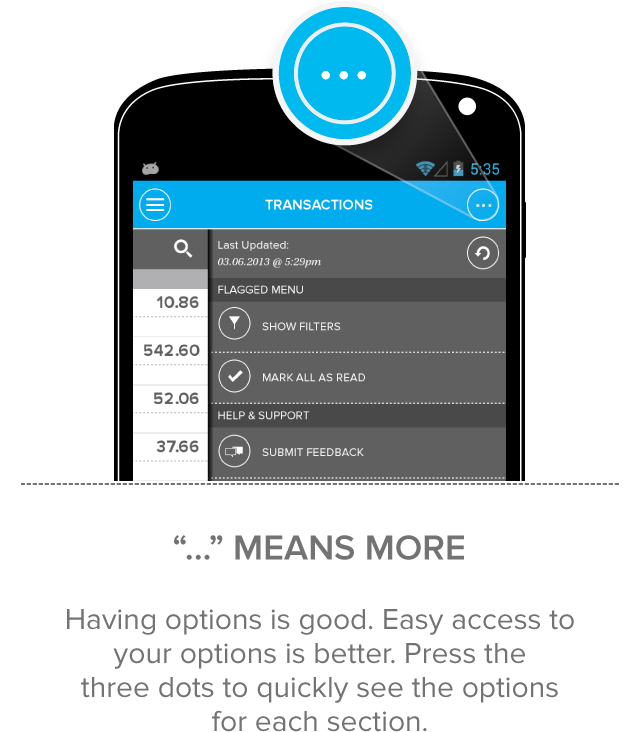 ...
5:35
TRANSACTIONS
...
Last Updated:
03.06.2013 @ 5:29pm
FLAGGED MENU
10.86
SHOW FILTERS
542.60
MARK ALL AS READ
52.06
HELP & SUPPORT
37.66
SUBMIT FEEDBACK
“...” MEANS MORE
Having options is good. Easy access to
your options is better. Press the
three dots to quickly see the options
for each section.